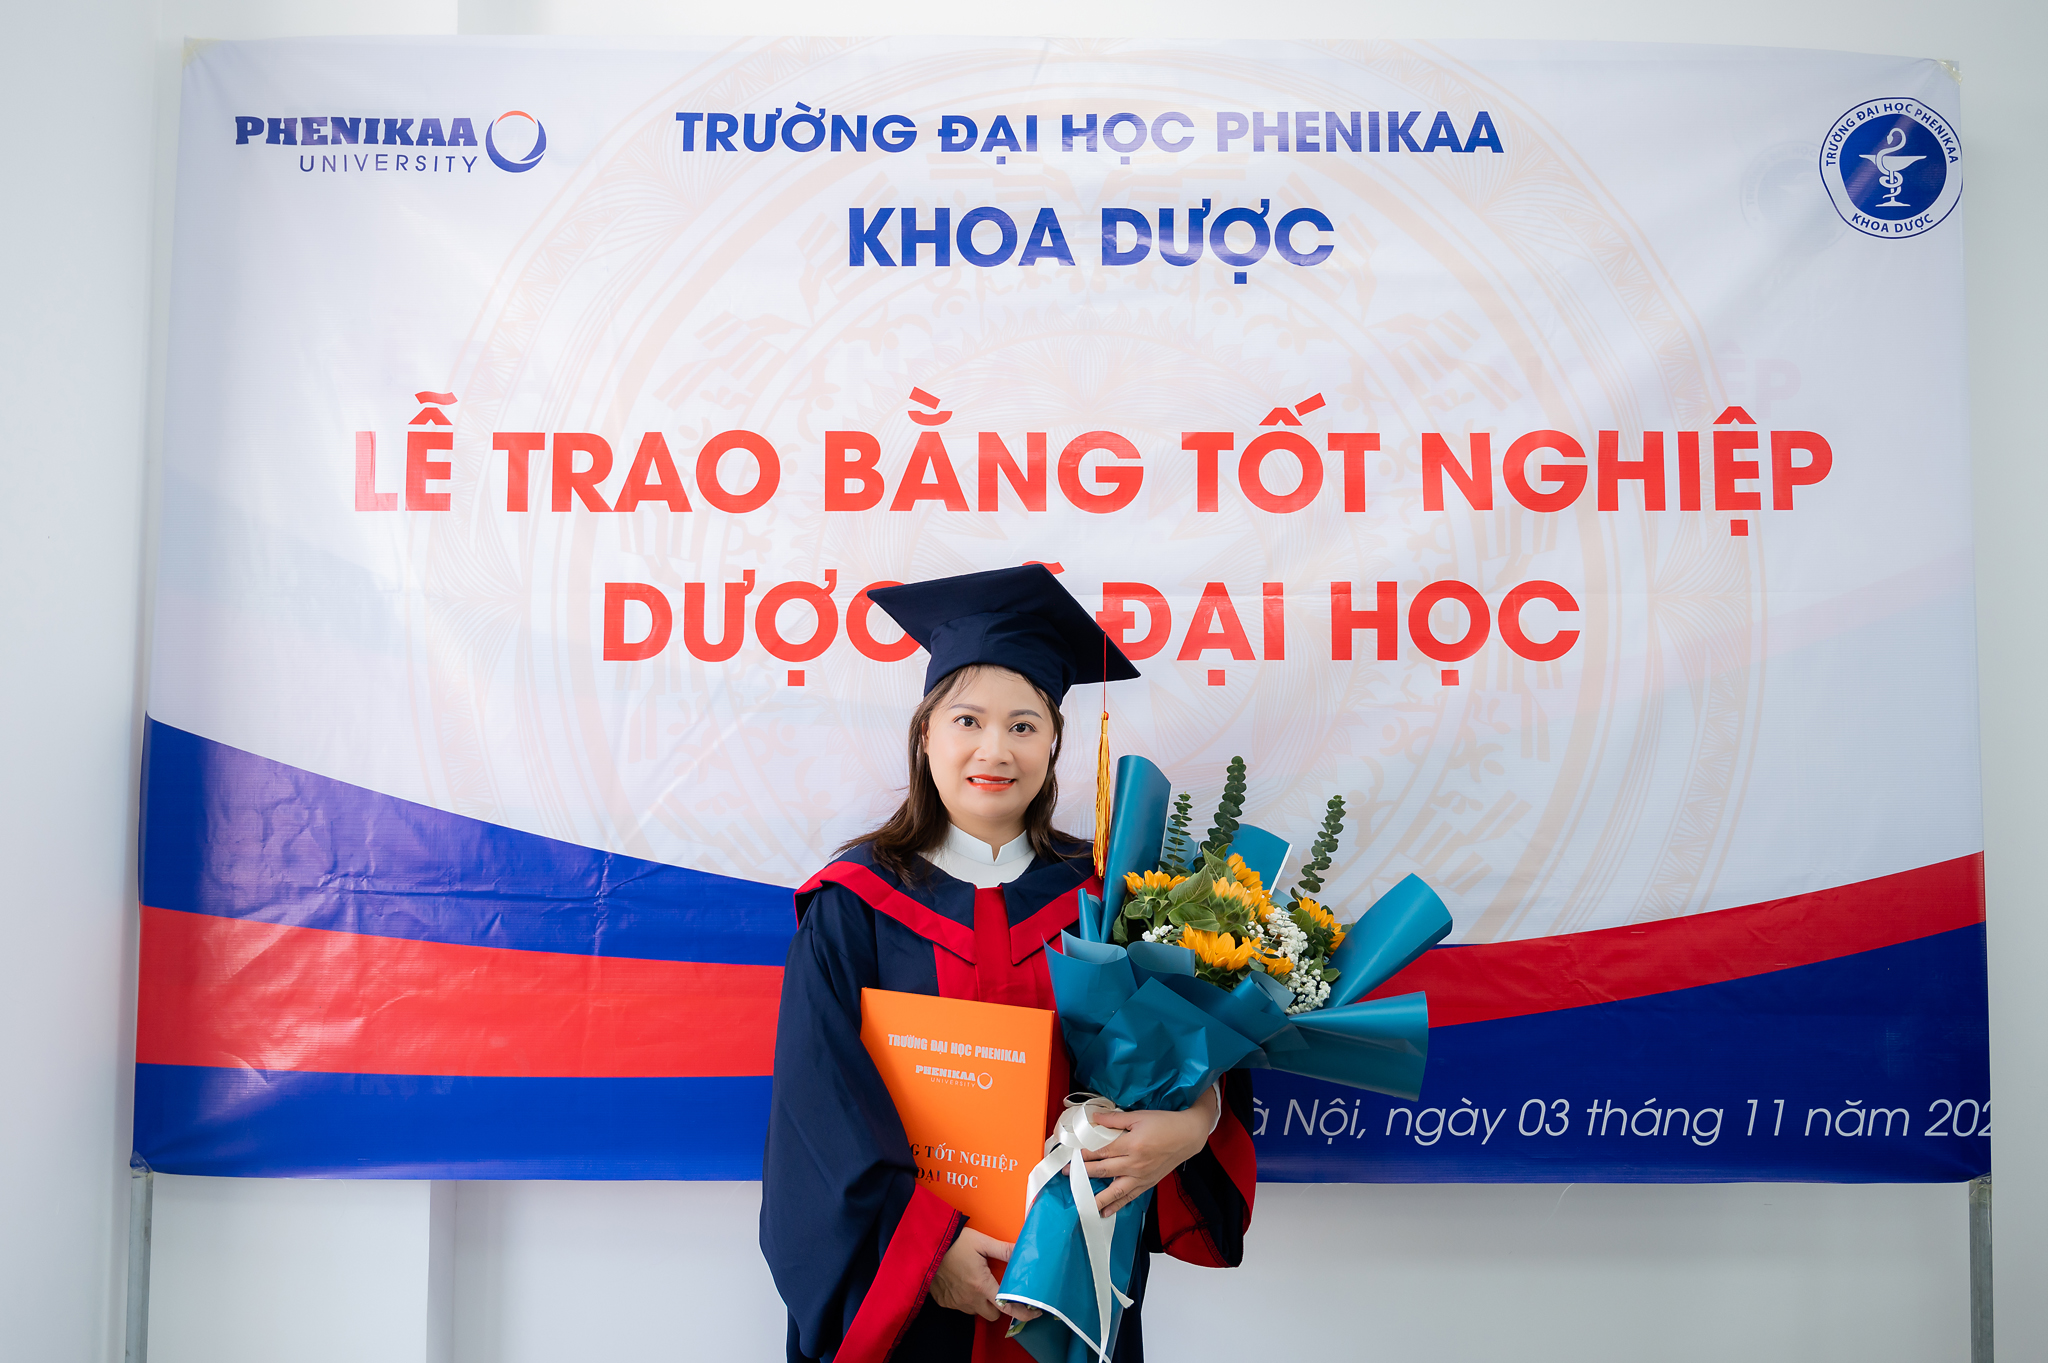 PHENIKAA
UNIVERSITY
TRƯỜNG ĐẠI HỌC PHENIKAA
KHOA DƯỢC
TRƯỜNG ĐẠI HỌC PHENIKAA
KHOA DƯỢC
LỄ TRAO BẰNG TỐT NGHIỆP
DƯỢC ĐẠI HỌC
Nội, ngày 03 tháng 11 năm 202
TRƯỜNG ĐẠI HỌC PHENIKAA
PHENIKAA
UNIVERSITY
G TỐT NGHIỆP
ĐẠI HỌC